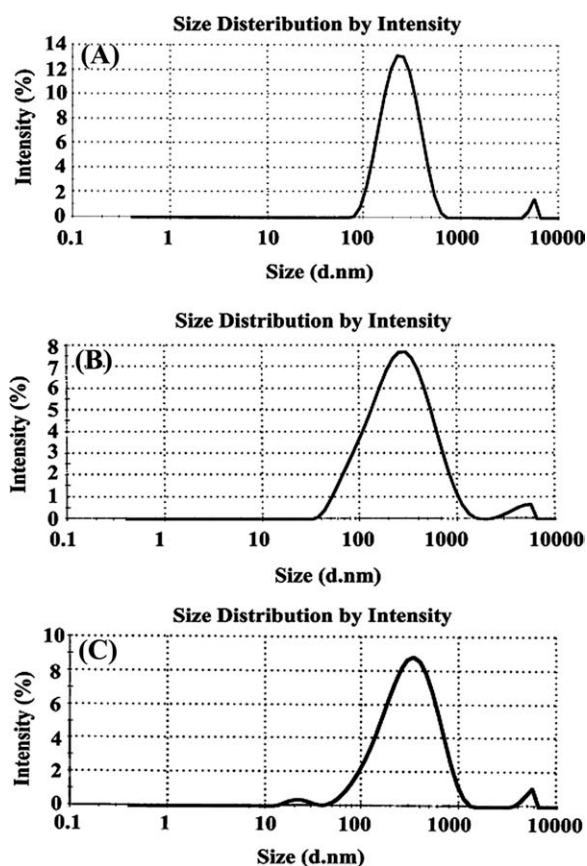 Size Disteribution by Intensity
(A)
14
12
10
8
6
4
2
0
Intensity (%)
0.1 1 10 100 1000 10000
Size (d.nm)
Size Distribution by Intensity
(B)
8
7
6
5
4
3
2
1
0
Intensity (%)
0.1 1 10 100 1000 10000
Size (d.nm)
Size Distribution by Intensity
(C)
10
8
6
4
2
0
Intensity (%)
0.1 1 10 100 1000 10000
Size (d.nm)